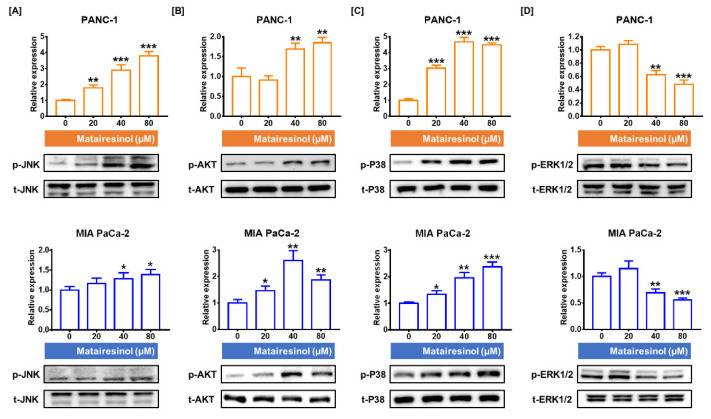 [A] PANC-1
Relative expression
5
4
3
2
1
0
** *** ***
0 20 40 80
Matairesinol (µM)
p-JNK
t-JNK
[B] PANC-1
Relative expression
2.5
2.0
1.5
1.0
0.5
0.0
** **
0 20 40 80
Matairesinol (µM)
p-AKT
t-AKT
[C] PANC-1
Relative expression
6
5
4
3
2
1
0
*** *** ***
0 20 40 80
Matairesinol (µM)
p-P38
t-P38
[D] PANC-1
Relative expression
1.2
1.0
0.8
0.6
0.4
0.2
0.0
** ***
0 20 40 80
Matairesinol (µM)
p-ERK1/2
t-ERK1/2
MIA PaCa-2
Relative expression
2.0
1.5
1.0
0.5
0.0
* *
0 20 40 80
Matairesinol (µM)
p-JNK
t-JNK
MIA PaCa-2
Relative expression
3
2
1
0
* ** **
0 20 40 80
Matairesinol (µM)
p-AKT
t-AKT
MIA PaCa-2
Relative expression
3
2
1
0
* ** ***
0 20 40 80
Matairesinol (µM)
p-P38
t-P38
MIA PaCa-2
Relative expression
1.5
1.0
0.5
0.0
** ***
0 20 40 80
Matairesinol (µM)
p-ERK1/2
t-ERK1/2